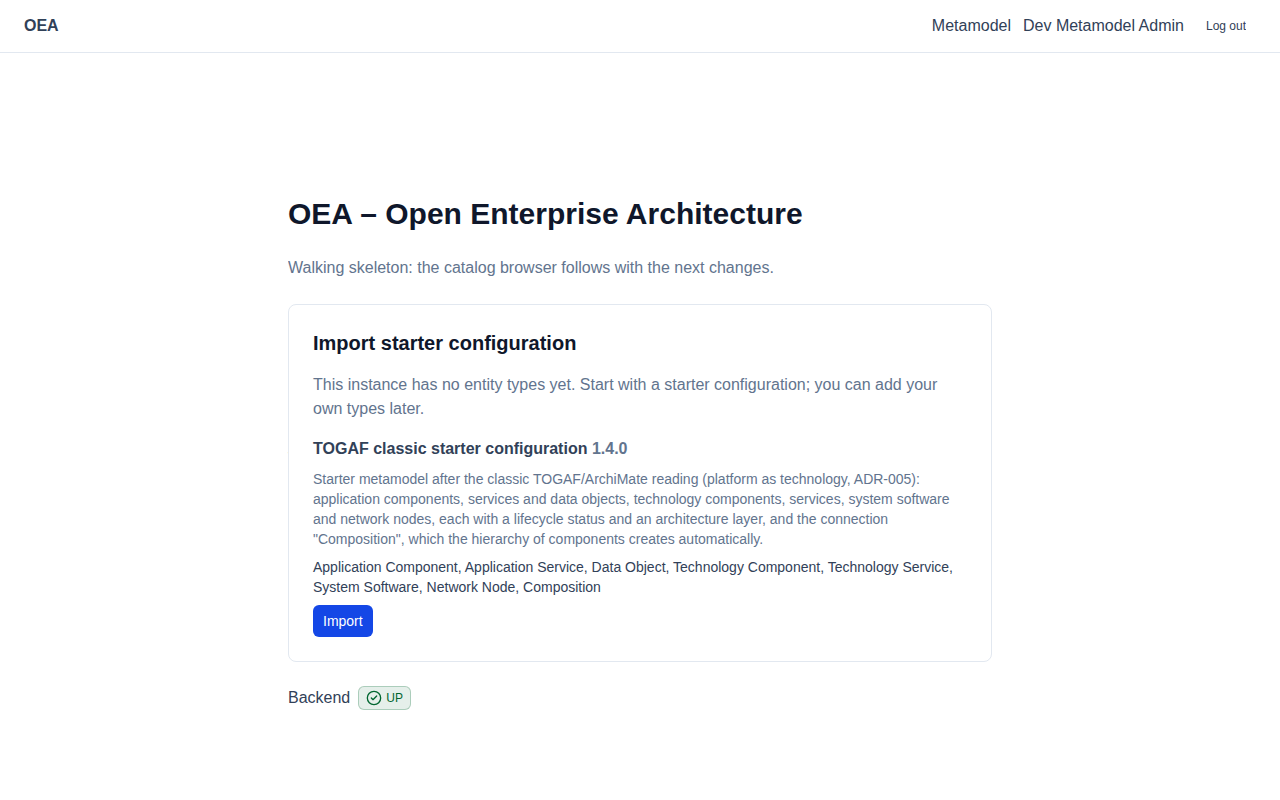 OEA
Metamodel Dev Metamodel Admin Log out
OEA – Open Enterprise Architecture
Walking skeleton: the catalog browser follows with the next changes.
Import starter configuration
This instance has no entity types yet. Start with a starter configuration; you can add your
own types later.
TOGAF classic starter configuration 1.4.0
Starter metamodel after the classic TOGAF/ArchiMate reading (platform as technology, ADR-005):
application components, services and data objects, technology components, services, system software
and network nodes, each with a lifecycle status and an architecture layer, and the connection
"Composition", which the hierarchy of components creates automatically.
Application Component, Application Service, Data Object, Technology Component, Technology Service,
System Software, Network Node, Composition
Import
Backend UP